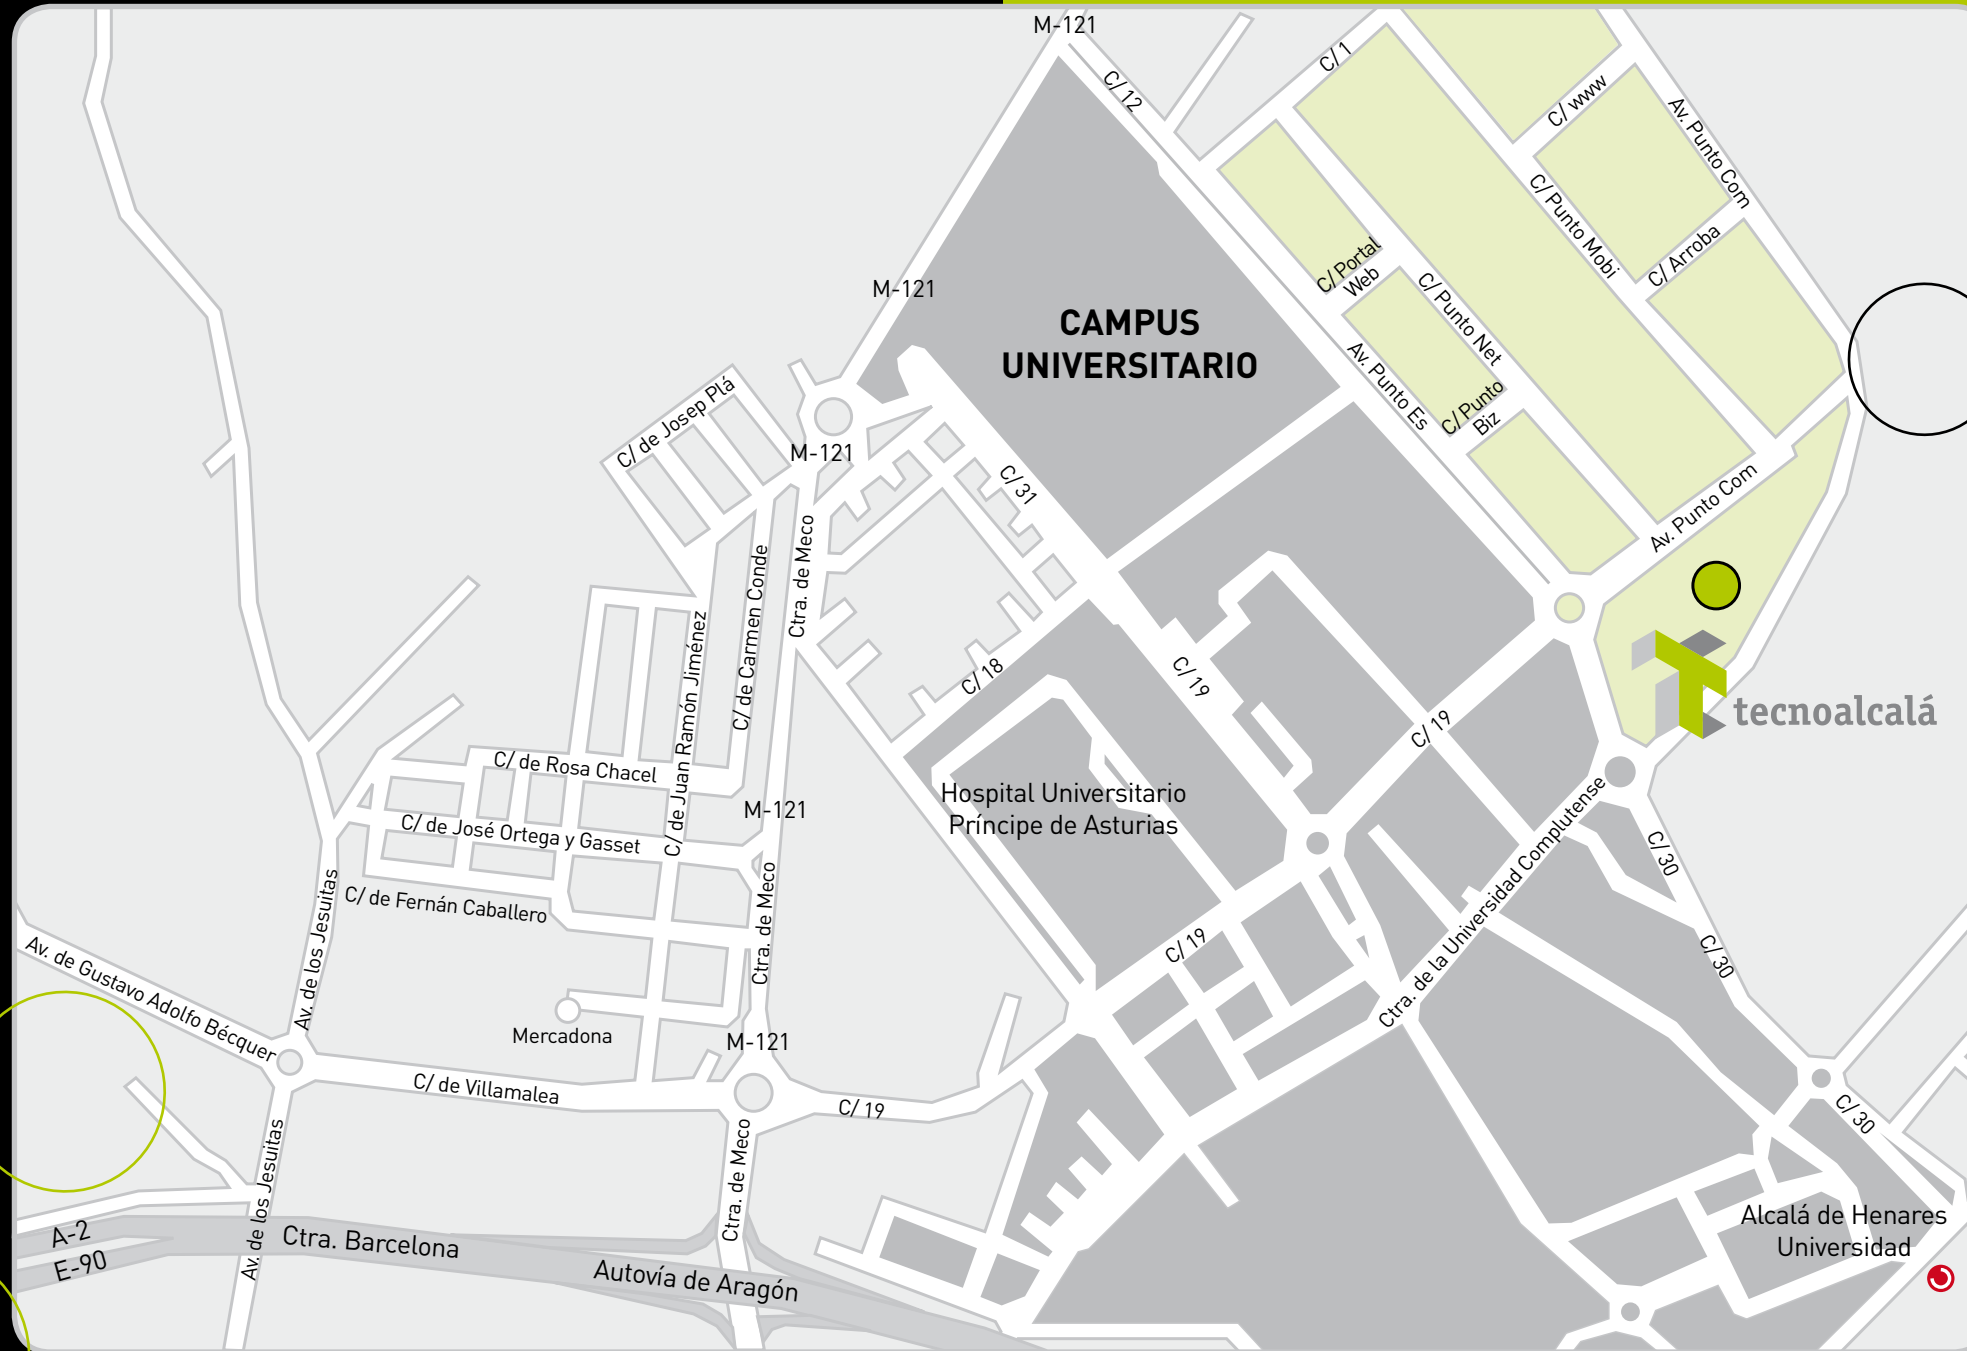 M-121
C/ 1
C/ 12
C/ www
Av. Punto Com
C/ Punto Mobi
C/ Arroba
C/ Portal
Web
M-121
C/ Punto Net
CAMPUS
UNIVERSITARIO
Av. Punto Es
C/ Punto
Biz
C/ de Josep Plá
M-121
C/ 31
Av. Punto Com
Ctra. de Meco
C/ de Carmen Conde
C/ de Juan Ramón Jiménez
C/ 18
C/ 19
C/ 19
tecnoalcalá
C/ de Rosa Chacel
M-121
Hospital Universitario
Príncipe de Asturias
C/ de José Ortega y Gasset
Ctra. de la Universidad Complutense
C/ 30
C/ de Fernán Caballero
Av. de los Jesuitas
Ctra. de Meco
C/ 19
C/ 30
Av. de Gustavo Adolfo Bécquer
Mercadona
M-121
C/ de Villamalea
C/ 19
C/ 30
Av. de los Jesuitas
Ctra. de Meco
Alcalá de Henares
Universidad
A-2
E-90
Ctra. Barcelona
Autovía de Aragón